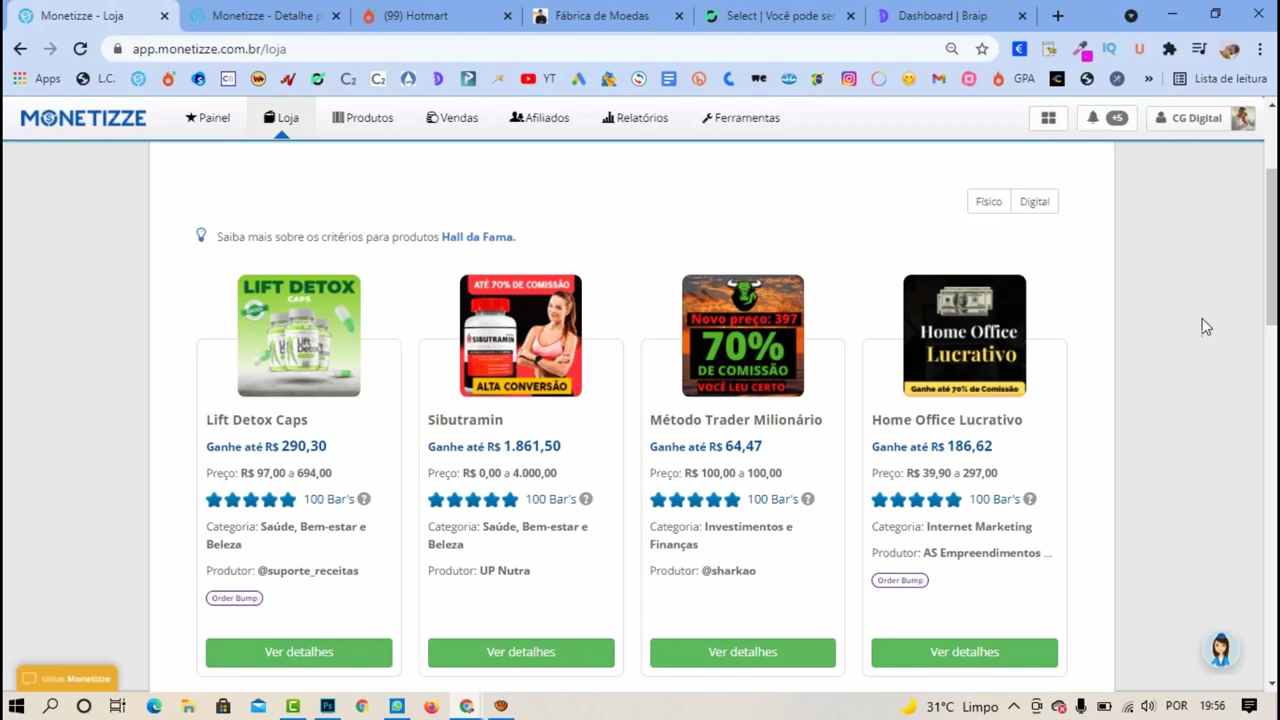 Monetizze - Loja
Monetizze - Detalhe p
(99) Hotmart
Fábrica de Moedas
Select | Você pode ser
Dashboard | Braip
app.monetizze.com.br/loja
Apps
L.C.
YT
GPA
Lista de leitura
MONETIZZE
Painel
Loja
Produtos
Vendas
Afiliados
Relatórios
Ferramentas
+5
CG Digital
Físico
Digital
Saiba mais sobre os critérios para produtos Hall da Fama.
LIFT DETOX
CAPS
ATÉ 70% DE COMISSÃO
SIBUTRAMIN
ALTA CONVERSÃO
Novo preço: 397
70%
DE COMISSÃO
VOCÊ LEU CERTO
Home Office
Lucrativo
Ganhe até 70% de Comissão
Lift Detox Caps
Ganhe até R$ 290,30
Preço: R$ 97,00 a 694,00
100 Bar's
Categoria: Saúde, Bem-estar e
Beleza
Produtor: @suporte_receitas
Order Bump
Ver detalhes
Sibutramin
Ganhe até R$ 1.861,50
Preço: R$ 0,00 a 4.000,00
100 Bar's
Categoria: Saúde, Bem-estar e
Beleza
Produtor: UP Nutra
Ver detalhes
Método Trader Milionário
Ganhe até R$ 64,47
Preço: R$ 100,00 a 100,00
100 Bar's
Categoria: Investimentos e
Finanças
Produtor: @sharkao
Ver detalhes
Home Office Lucrativo
Ganhe até R$ 186,62
Preço: R$ 39,90 a 297,00
100 Bar's
Categoria: Internet Marketing
Produtor: AS Empreendimentos ...
Order Bump
Ver detalhes
Ideias Monetizze
31°C Limpo
POR
19:56